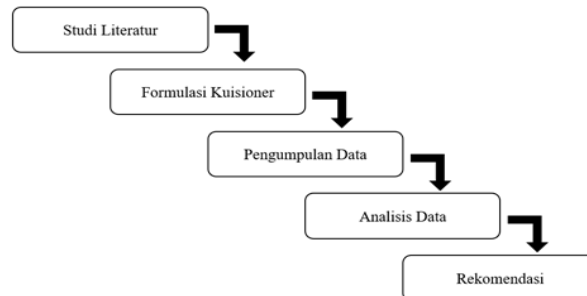 Studi Literatur
Formulasi Kuisioner
Pengumpulan Data
Analisis Data
Rekomendasi